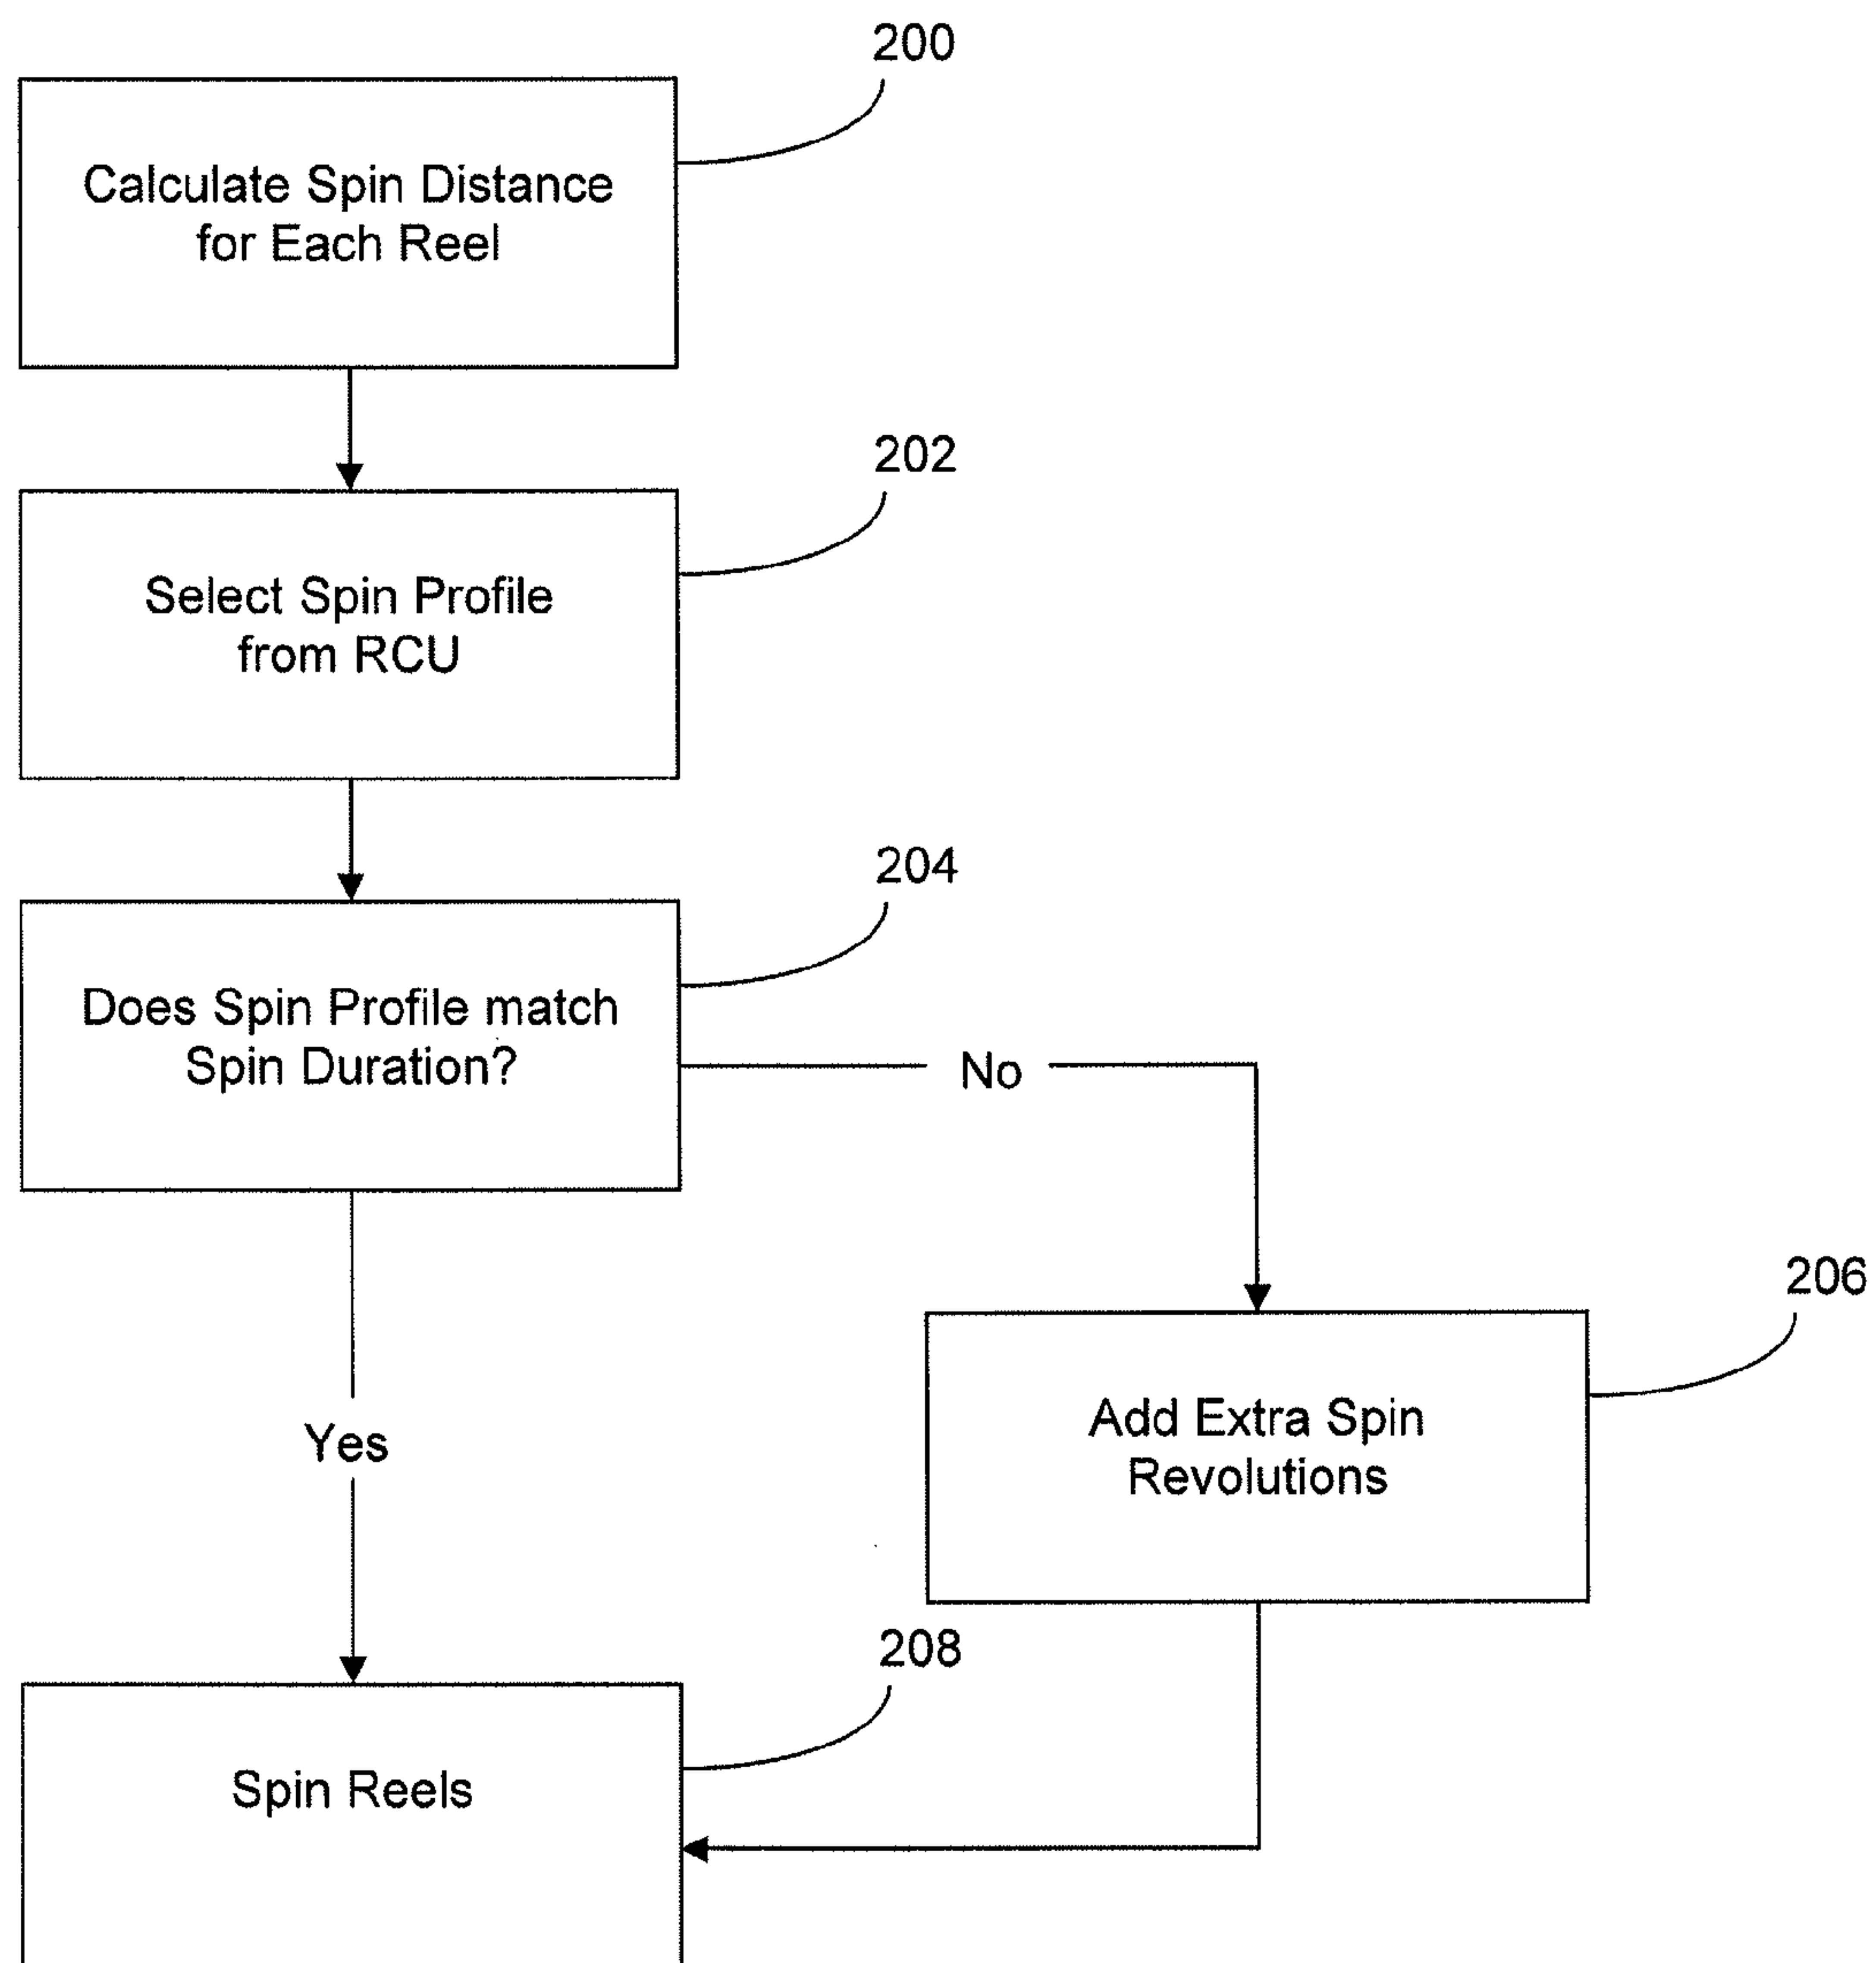 200
Calculate Spin Distance
for Each Reel
202
Select Spin Profile
from RCU
204
Does Spin Profile match
Spin Duration?
No
206
Add Extra Spin
Revolutions
Yes
208
Spin Reels